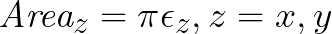 Area_z = πϵ_z, z = x, y